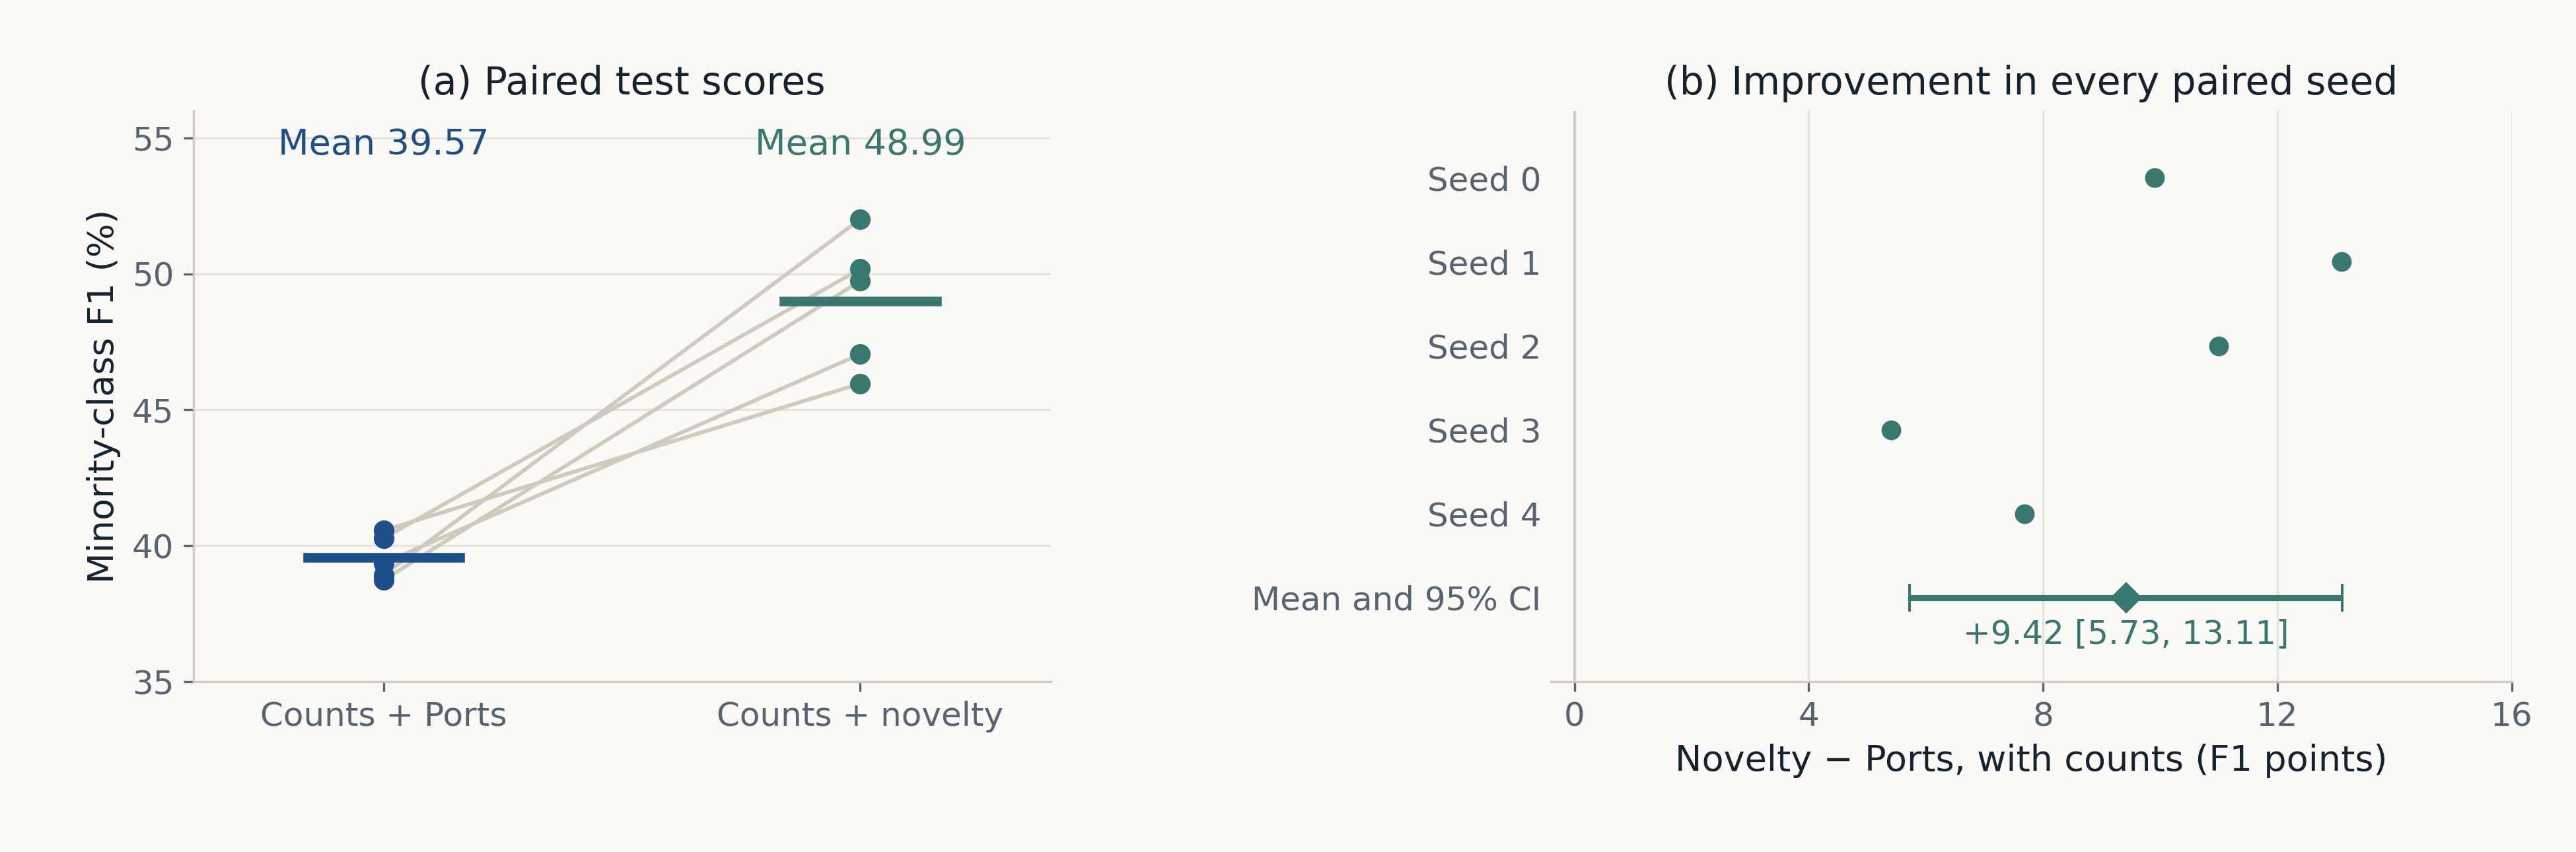 (a) Paired test scores
Mean 39.57
Mean 48.99
Minority-class F1 (%)
55
50
45
40
35
Counts + Ports
Counts + novelty
(b) Improvement in every paired seed
Seed 0
Seed 1
Seed 2
Seed 3
Seed 4
Mean and 95% CI
+9.42 [5.73, 13.11]
0
4
8
12
16
Novelty − Ports, with counts (F1 points)